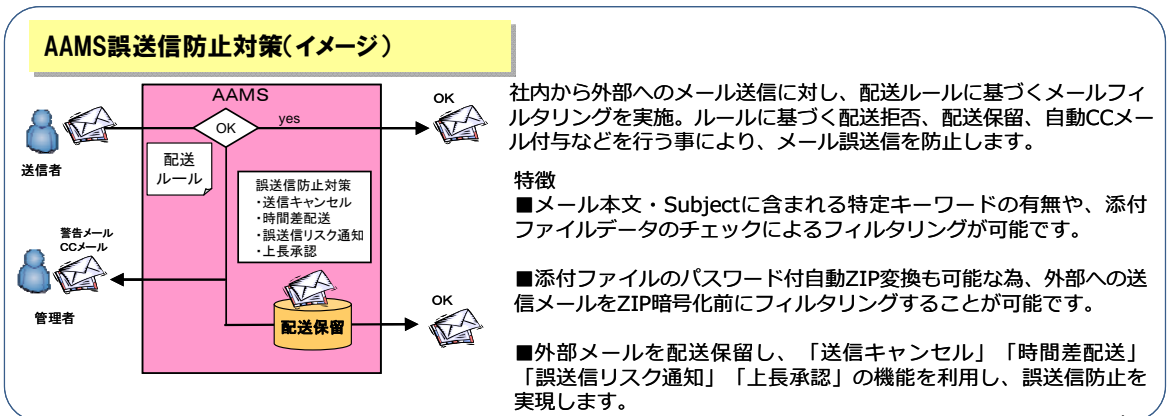 AAMS誤送信防止対策(イメージ)
AAMS
OK
yes
OK
送信者
配送
ルール
誤送信防止対策
・送信キャンセル
・時間差配送
・誤送信リスク通知
・上長承認
警告メール
CCメール
管理者
配送保留
OK
社内から外部へのメール送信に対し、配送ルールに基づくメールフィ
ルタリングを実施。ルールに基づく配送拒否、配送保留、自動CCメー
ル付与などを行う事により、メール誤送信を防止します。
特徴
■メール本文・Subjectに含まれる特定キーワードの有無や、添付
ファイルデータのチェックによるフィルタリングが可能です。
■添付ファイルのパスワード付自動ZIP変換も可能な為、外部への送
信メールをZIP暗号化前にフィルタリングすることが可能です。
■外部メールを配送保留し、「送信キャンセル」「時間差配送」
「誤送信リスク通知」「上長承認」の機能を利用し、誤送信防止を
実現します。